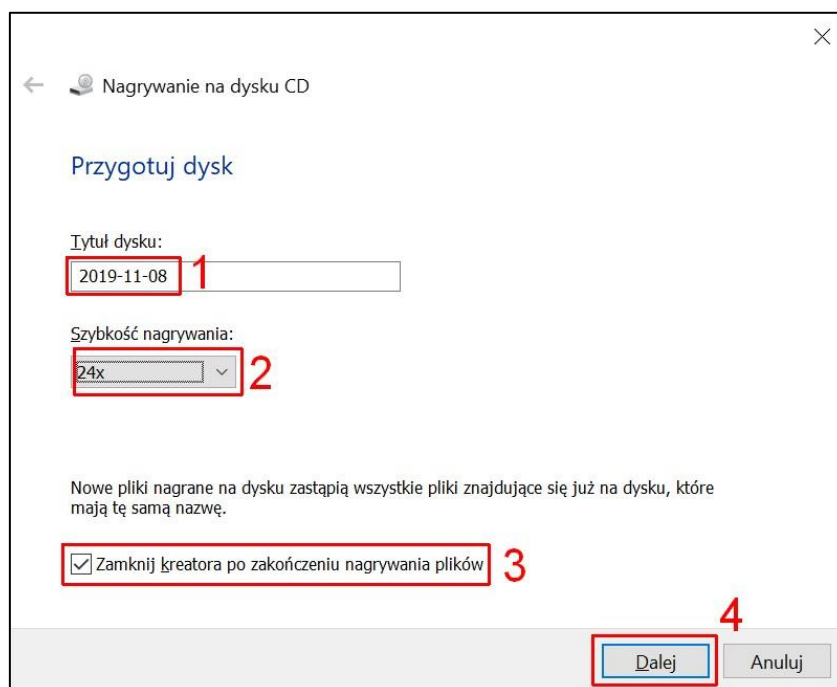 Nagrywanie na dysku CD
Przygotuj dysk
Tytuł dysku:
2019-11-08 1
Szybkość nagrywania:
24x 2
Nowe pliki nagrane na dysku zastąpią wszystkie pliki znajdujące się już na dysku, które
mają tę samą nazwę.
Zamknij kreatora po zakończeniu nagrywania plików 3
4
Dalej Anuluj